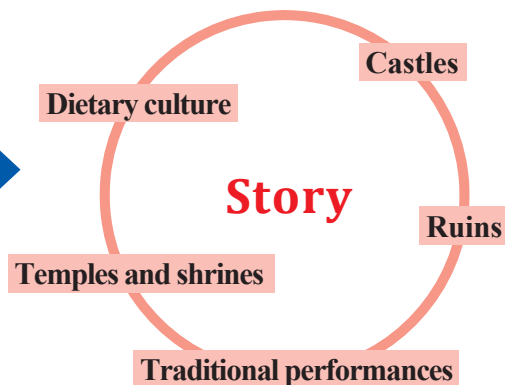 Castles
Dietary culture
Story
Ruins
Temples and shrines
Traditional performances